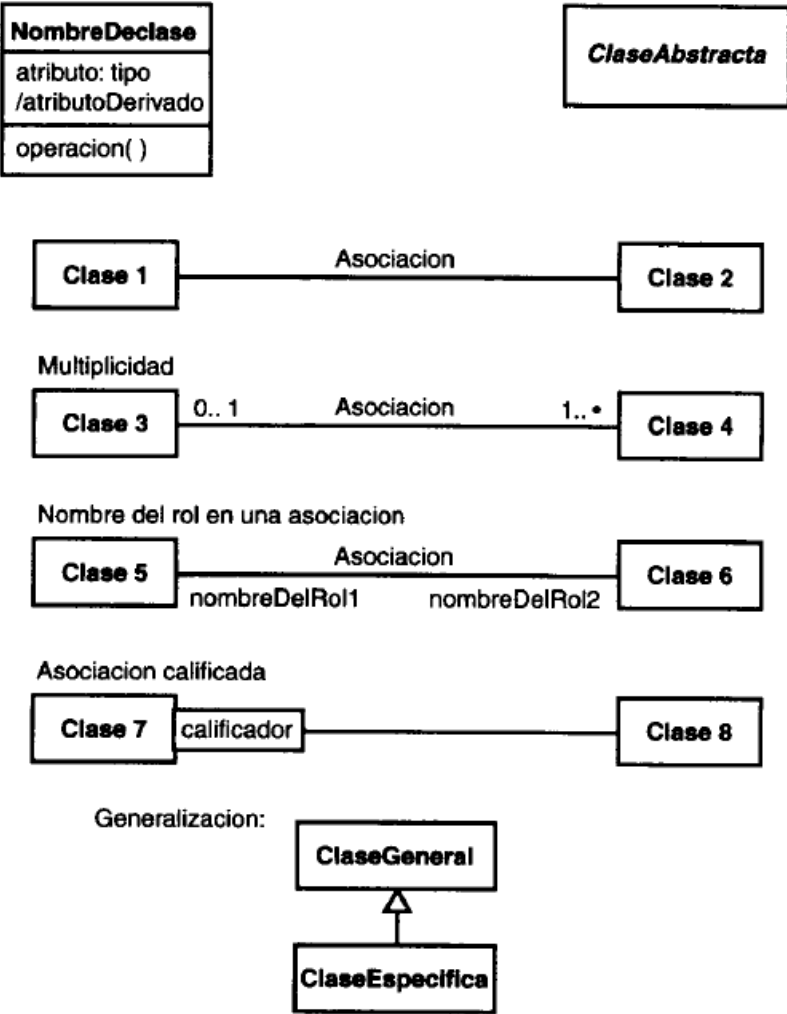 NombreDeclase
atributo: tipo
/atributoDerivado
operacion( )
ClaseAbstracta
Clase 1
Asociacion
Clase 2
Multiplicidad
Clase 3
0.. 1
Asociacion
1.. *
Clase 4
Nombre del rol en una asociacion
Clase 5
Asociacion
nombreDelRol1
nombreDelRol2
Clase 6
Asociacion calificada
Clase 7
calificador
Clase 8
Generalizacion:
ClaseGeneral
ClaseEspecifica